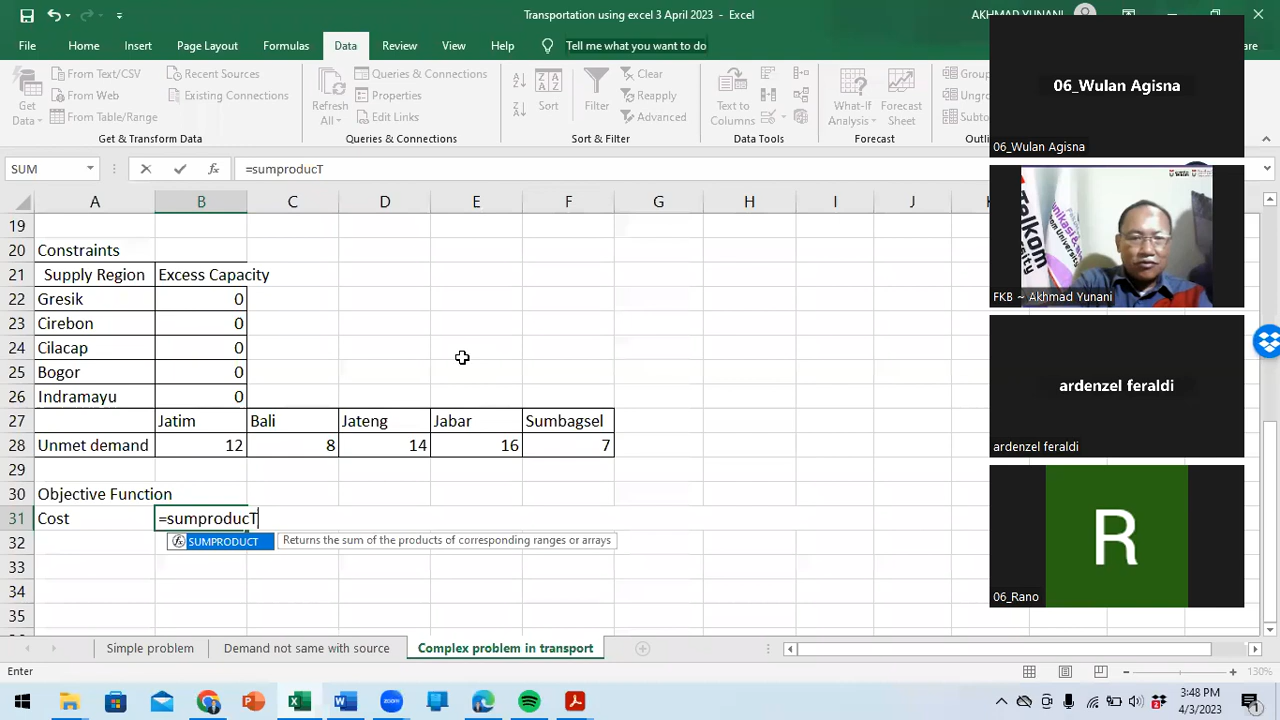 Transportation using excel 3 April 2023 - Excel
AKHMAD YUNANI
File Home Insert Page Layout Formulas Data Review View Help Tell me what you want to do
Get Data
From Text/CSV
From Web
From Table/Range
Recent Sources
Existing Connections
Get & Transform Data
Refresh All
Queries & Connections
Properties
Edit Links
Queries & Connections
Sort
Filter
Clear
Reapply
Advanced
Sort & Filter
Text to Columns
Data Tools
What-If Analysis
Forecast Sheet
Forecast
SUM
=sumproducT
A B C D E F G H I J
19
20 Constraints
21 Supply Region Excess Capacity
22 Gresik 0
23 Cirebon 0
24 Cilacap 0
25 Bogor 0
26 Indramayu 0
27 Jatim Bali Jateng Jabar Sumbagsel
28 Unmet demand 12 8 14 16 7
29
30 Objective Function
31 Cost =sumproducT
32 SUMPRODUCT Returns the sum of the products of corresponding ranges or arrays
33
34
35
Simple problem Demand not same with source Complex problem in transport
Enter
130%
3:48 PM
4/3/2023
06_Wulan Agisna
06_Wulan Agisna
FKB ~ Akhmad Yunani
ardenzel feraldi
ardenzel feraldi
R
06_Rano